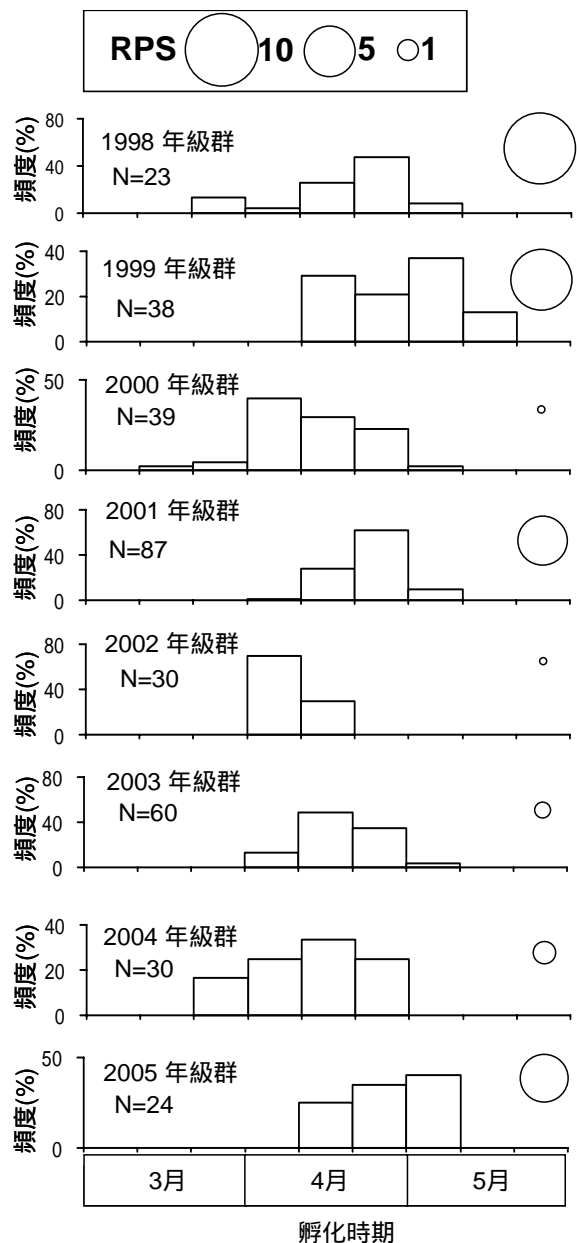 RPS 10 5 1
頻度(%)
80
40
0
1998 年級群
N=23
頻度(%)
40
20
0
1999 年級群
N=38
頻度(%)
50
0
2000 年級群
N=39
頻度(%)
80
40
0
2001 年級群
N=87
頻度(%)
80
40
0
2002 年級群
N=30
頻度(%)
80
40
0
2003 年級群
N=60
頻度(%)
40
20
0
2004 年級群
N=30
頻度(%)
50
0
2005 年級群
N=24
3月 4月 5月
孵化時期